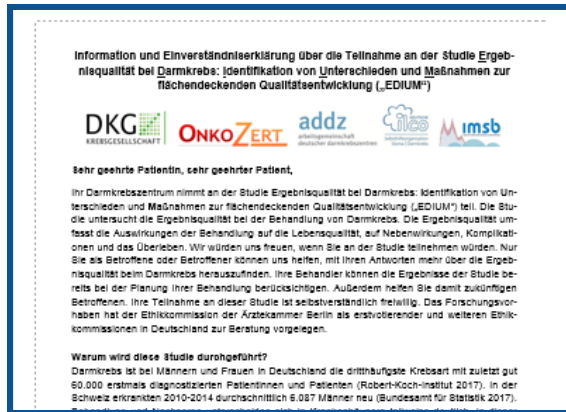 Information und Einverständniserklärung über die Teilnahme an der Studie Ergeb-
nisqualität bei Darmkrebs: Identifikation von Unterschieden und Maßnahmen zur
flächendeckenden Qualitätsentwicklung („EDIUM“)
DKG
KREBSGESELLSCHAFT
ONKOZERT
addz
arbeitsgemeinschaft
deutscher darmkrebszentren
ilco
imsb
Sehr geehrte Patientin, sehr geehrter Patient,
Ihr Darmkrebszentrum nimmt an der Studie Ergebnisqualität bei Darmkrebs: Identifikation von Un-
terschieden und Maßnahmen zur flächendeckenden Qualitätsentwicklung („EDIUM“) teil. Die Stu-
die untersucht die Ergebnisqualität bei der Behandlung von Darmkrebs. Die Ergebnisqualität um-
fasst die Auswirkungen der Behandlung auf die Lebensqualität, auf Nebenwirkungen, Komplikati-
onen und das Überleben. Wir würden uns freuen, wenn Sie an der Studie teilnehmen würden. Nur
Sie als Betroffene oder Betroffener können uns helfen, mit Ihren Antworten mehr über die Ergeb-
nisqualität beim Darmkrebs herauszufinden. Ihre Behandler können die Ergebnisse der Studie be-
reits bei der Planung Ihrer Behandlung berücksichtigen. Außerdem helfen Sie damit zukünftigen
Betroffenen. Ihre Teilnahme an dieser Studie ist selbstverständlich freiwillig. Das Forschungsvor-
haben hat der Ethikkommission der Ärztekammer Berlin als erstvotierender und weiteren Ethik-
kommissionen in Deutschland zur Beratung vorgelegen.
Warum wird diese Studie durchgeführt?
Darmkrebs ist bei Männern und Frauen in Deutschland die dritthäufigste Krebsart mit zuletzt gut
60.000 erstmals diagnostizierten Patientinnen und Patienten (Robert-Koch-Institut 2017). In der
Schweiz erkrankten 2010-2014 durchschnittlich 6.087 Männer neu (Bundesamt für Statistik 2017).